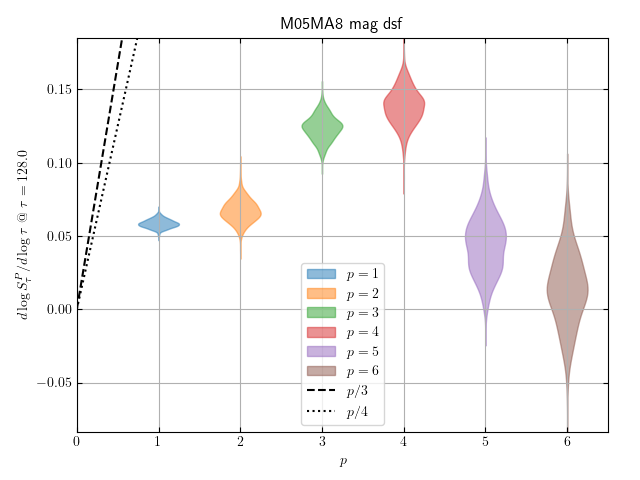 M05MA8 mag dsf
d log S_τ^P / d log τ @ τ = 128.0
0.15
0.10
0.05
0.00
−0.05
p = 1
p = 2
p = 3
p = 4
p = 5
p = 6
p/3
p/4
0 1 2 3 4 5 6
p